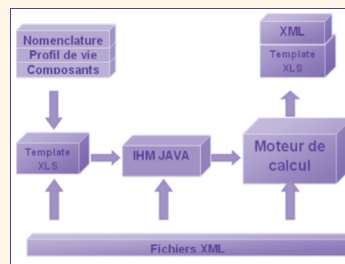 Nomenclature
Profil de vie
Composants
XML
Template
XLS
Template
XLS
IHM JAVA
Moteur de
calcul
Fichiers XML